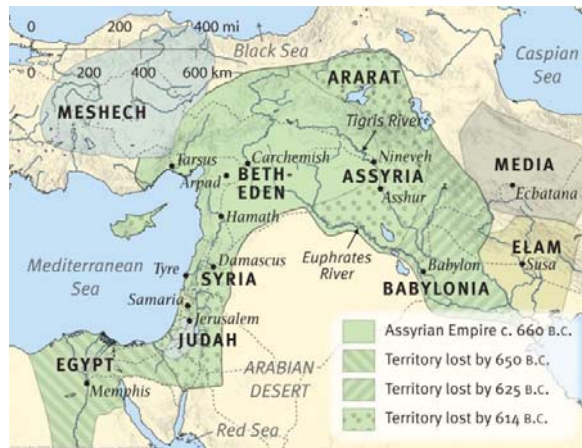 0 200 400 mi
Black Sea
Caspian
Sea
0 200 400
600 km
ARARAT
MESHECH
Tigris River
Tarsus
Carchemish
Nineveh
MEDIA
Arpad
BETH-
EDEN
ASSYRIA
Ecbatana
Asshur
Hamath
ELAM
Mediterranean
Sea
Tyre
Damascus
Euphrates
River
Babylon
Susa
SYRIA
BABYLONIA
Samaria
Jerusalem
JUDAH
EGYPT
Memphis
ARABIAN
DESERT
Red Sea
Assyrian Empire c. 660 B.C.
Territory lost by 650 B.C.
Territory lost by 625 B.C.
Territory lost by 614 B.C.